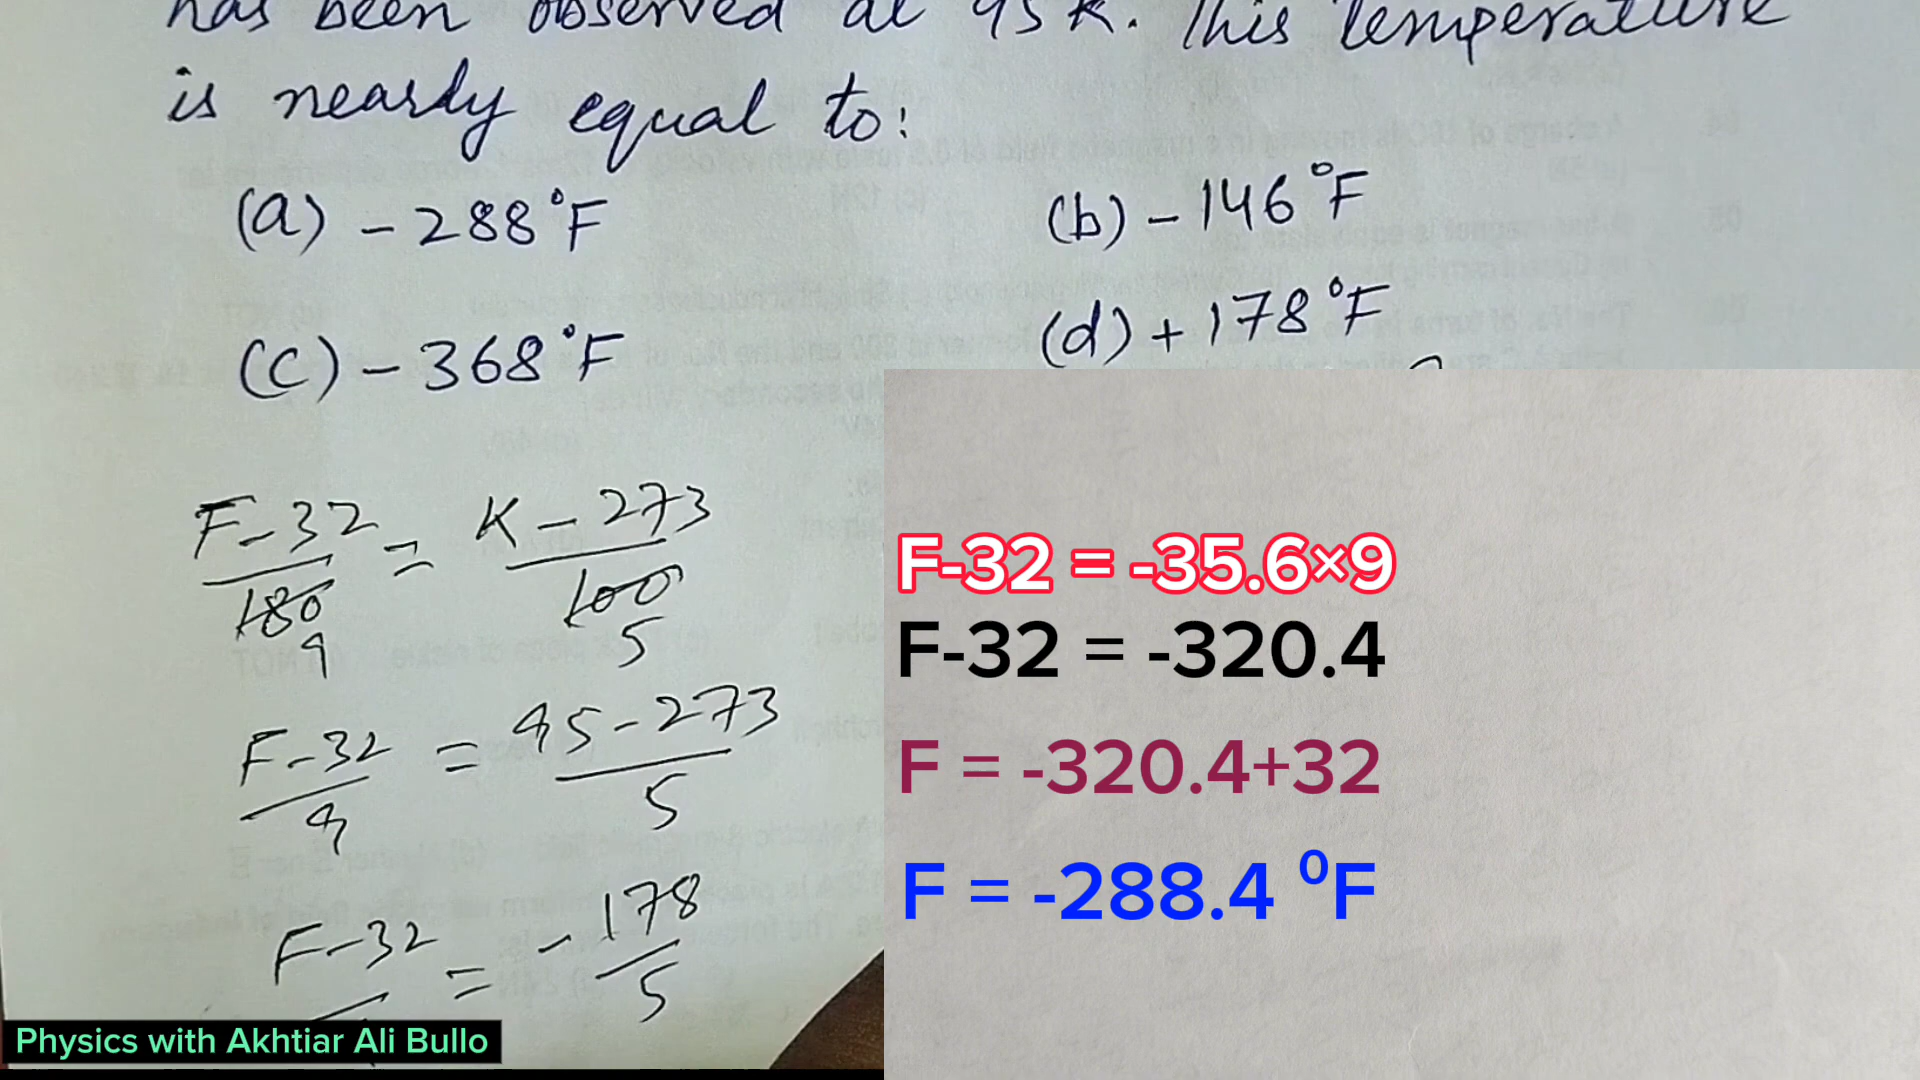 has been observed at 95 K. This temperature
is nearly equal to:
(a) - 288°F
(b) - 146°F
(c) - 368°F
(d) + 178°F
F-32 / 180 = K-273 / 100
9 5
F-32 / 9 = 95-273 / 5
F-32 = -178 / 5
F-32 = -35.6×9
F-32 = -320.4
F = -320.4+32
F = -288.4 ⁰F
Physics with Akhtiar Ali Bullo